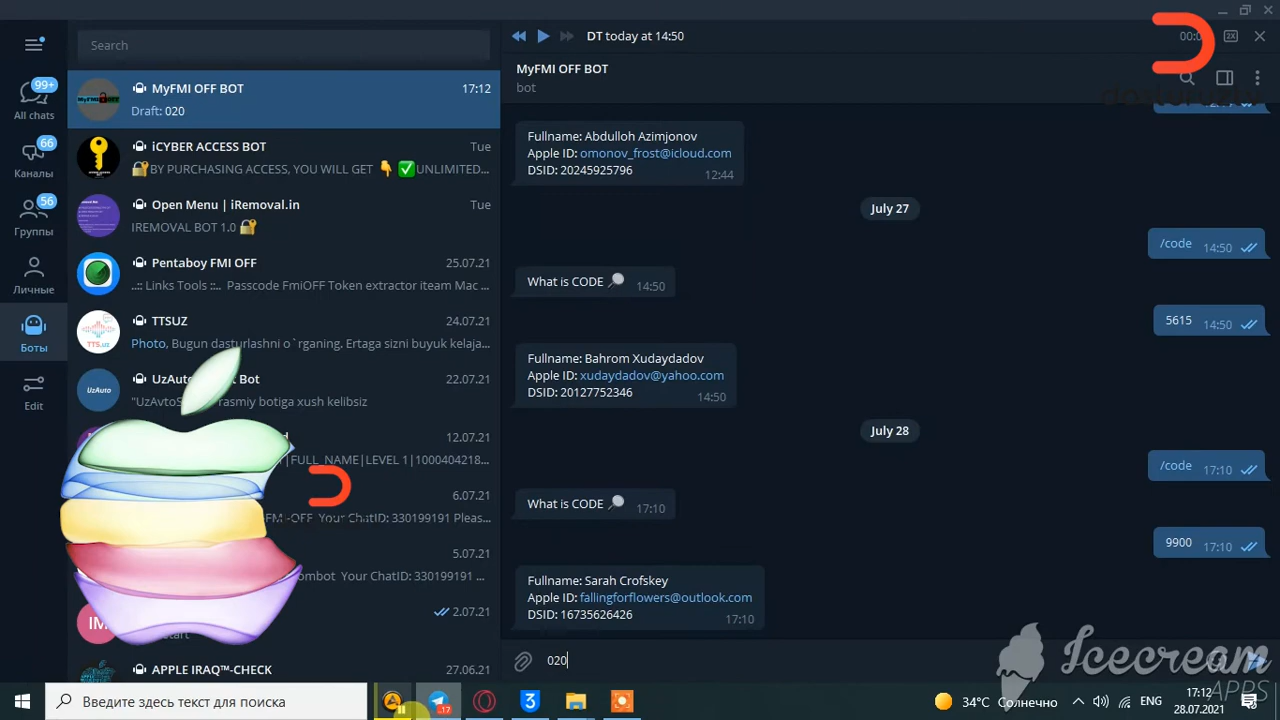 Search
DT today at 14:50
00:0
2X
MyFMI OFF BOT
bot
99+
All chats
66
Каналы
56
Группы
Личные
Боты
Edit
MyFMI OFF BOT
17:12
Draft: 020
iCYBER ACCESS BOT
Tue
BY PURCHASING ACCESS, YOU WILL GET UNLIMITED...
Open Menu | iRemoval.in
Tue
IREMOVAL BOT 1.0
Pentaboy FMI OFF
25.07.21
..:: Links Tools ::.. Passcode FmiOFF Token extractor iteam Mac ...
TTSUZ
24.07.21
Photo, Bugun dasturlashni o`rganing. Ertaga sizni buyuk kelaja...
UzAuto
Bot
22.07.21
"UzAvtoS rasmiy botiga xush kelibsiz
12.07.21
|FULL_NAME|LEVEL 1|1000404218...
6.07.21
-OFF Your ChatID: 330199191 Pleas...
5.07.21
ombot Your ChatID: 330199191 ...
2.07.21
IM
start
APPLE IRAQ™-CHECK
27.06.21
Fullname: Abdulloh Azimjonov
Apple ID: omonov_frost@icloud.com
DSID: 20245925796
12:44
July 27
/code 14:50
What is CODE 14:50
5615 14:50
Fullname: Bahrom Xudaydadov
Apple ID: xudaydadov@yahoo.com
DSID: 20127752346
14:50
July 28
/code 17:10
What is CODE 17:10
9900 17:10
Fullname: Sarah Crofskey
Apple ID: fallingforflowers@outlook.com
DSID: 16735626426
17:10
020
Icecream
APPS
Введите здесь текст для поиска
..17
34°C Солнечно
ENG
17:12
28.07.2021